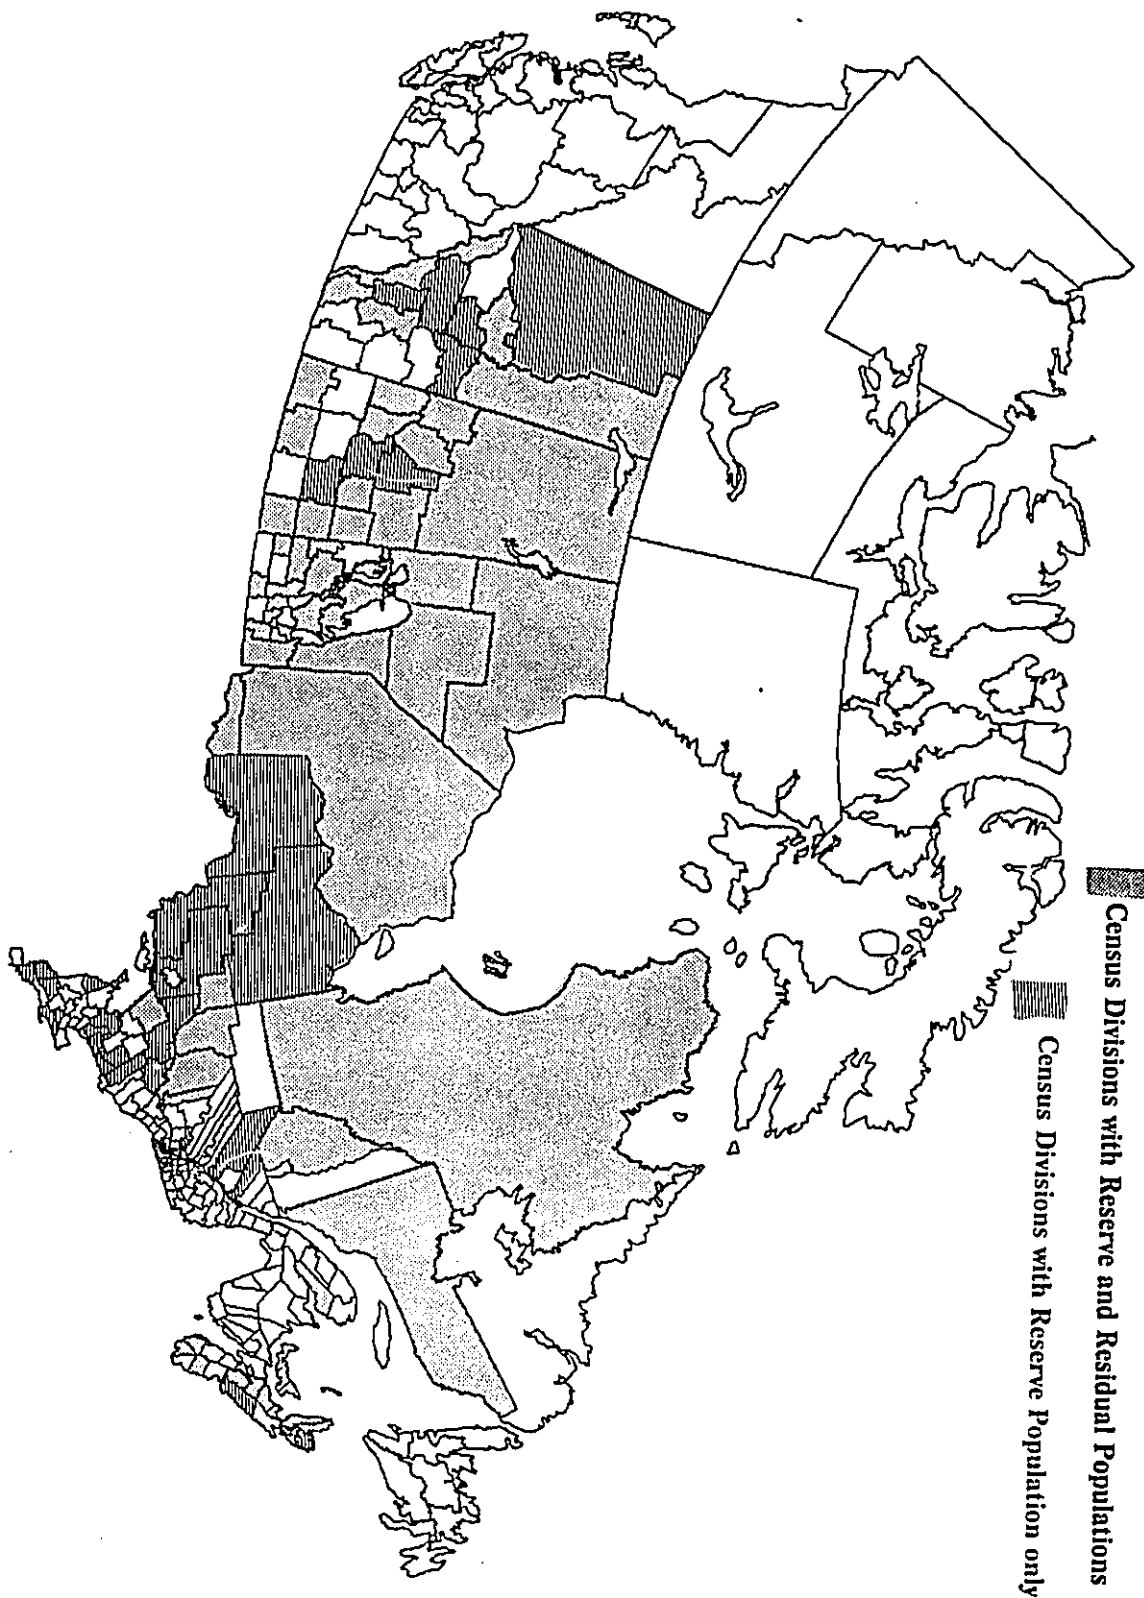 Census Divisions with Reserve and Residual Populations
Census Divisions with Reserve Population only